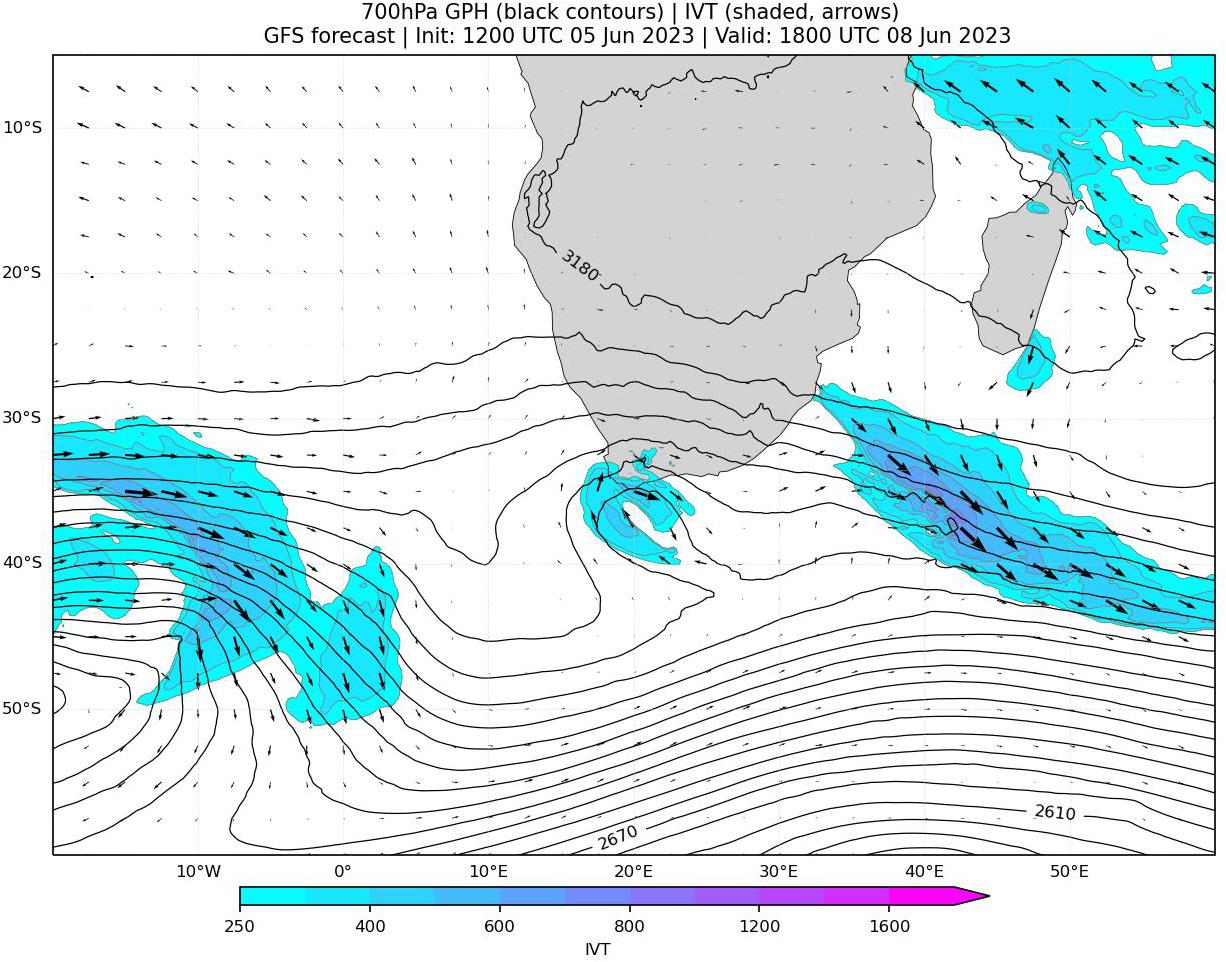 700hPa GPH (black contours) | IVT (shaded, arrows)
GFS forecast | Init: 1200 UTC 05 Jun 2023 | Valid: 1800 UTC 08 Jun 2023
10°S
3180
20°S
30°S
40°S
50°S
2610
2670
10°W 0° 10°E 20°E 30°E 40°E 50°E
250 400 600 800 1200 1600
IVT